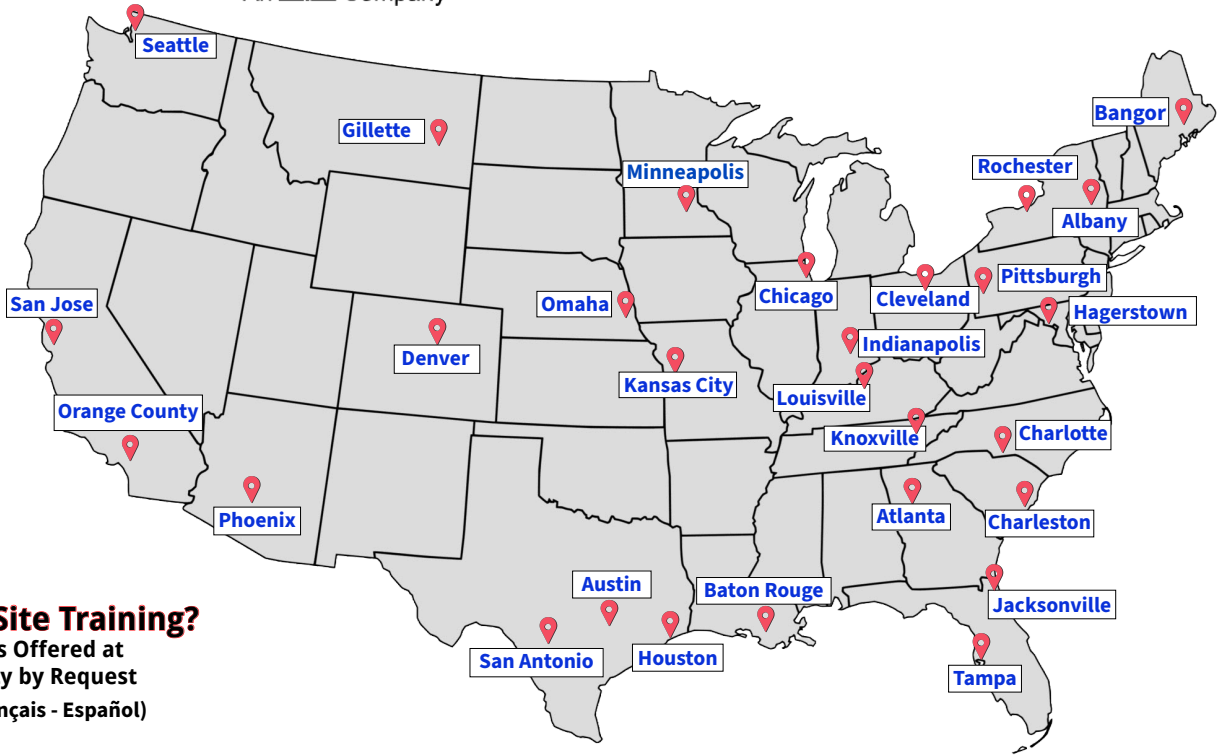 Company
Seattle
Gillette
Bangor
Minneapolis
Rochester
Albany
Pittsburgh
San Jose
Omaha
Chicago
Cleveland
Hagerstown
Denver
Indianapolis
Kansas City
Louisville
Orange County
Knoxville
Charlotte
Phoenix
Atlanta
Charleston
Austin
Baton Rouge
Jacksonville
San Antonio
Houston
Tampa
Site Training?
Offered at
by Request
- Español)